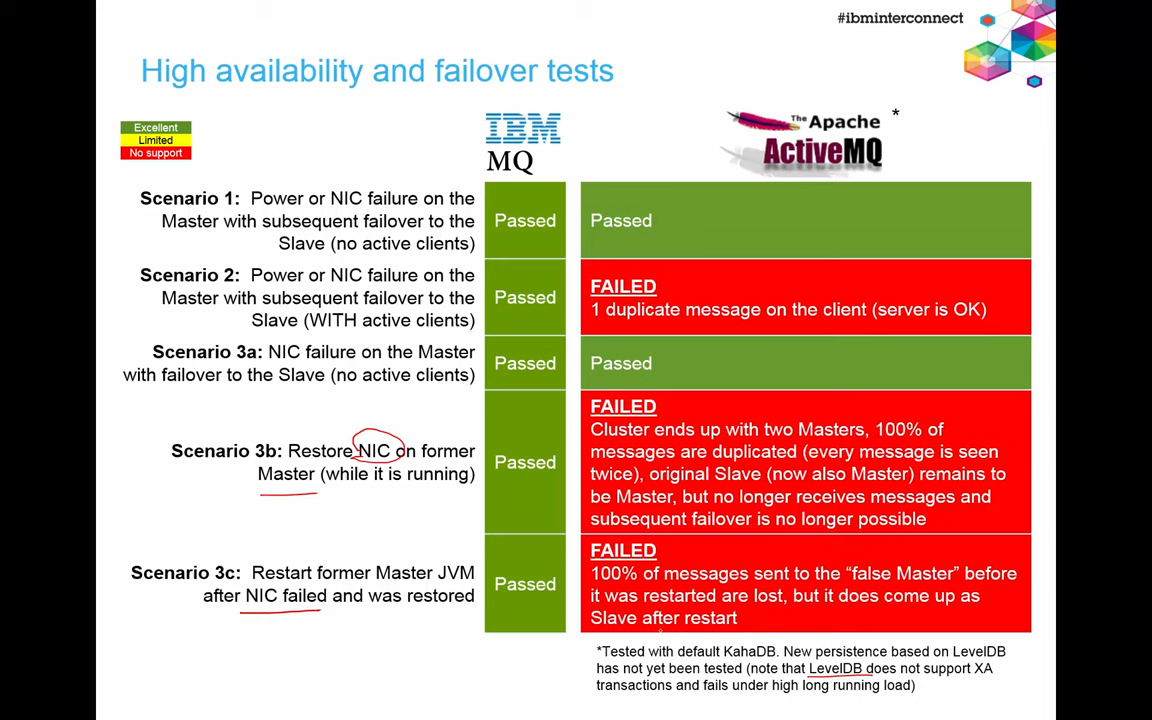 #ibminterconnect
High availability and failover tests
Excellent
Limited
No support
IBM
MQ
The Apache
ActiveMQ
*
Scenario 1: Power or NIC failure on the
Master with subsequent failover to the
Slave (no active clients)
Passed
Passed
Scenario 2: Power or NIC failure on the
Master with subsequent failover to the
Slave (WITH active clients)
Passed
FAILED
1 duplicate message on the client (server is OK)
Scenario 3a: NIC failure on the Master
with failover to the Slave (no active clients)
Passed
Passed
Scenario 3b: Restore NIC on former
Master (while it is running)
Passed
FAILED
Cluster ends up with two Masters, 100% of
messages are duplicated (every message is seen
twice), original Slave (now also Master) remains to
be Master, but no longer receives messages and
subsequent failover is no longer possible
Scenario 3c: Restart former Master JVM
after NIC failed and was restored
Passed
FAILED
100% of messages sent to the “false Master” before
it was restarted are lost, but it does come up as
Slave after restart
*Tested with default KahaDB. New persistence based on LevelDB
has not yet been tested (note that LevelDB does not support XA
transactions and fails under high long running load)